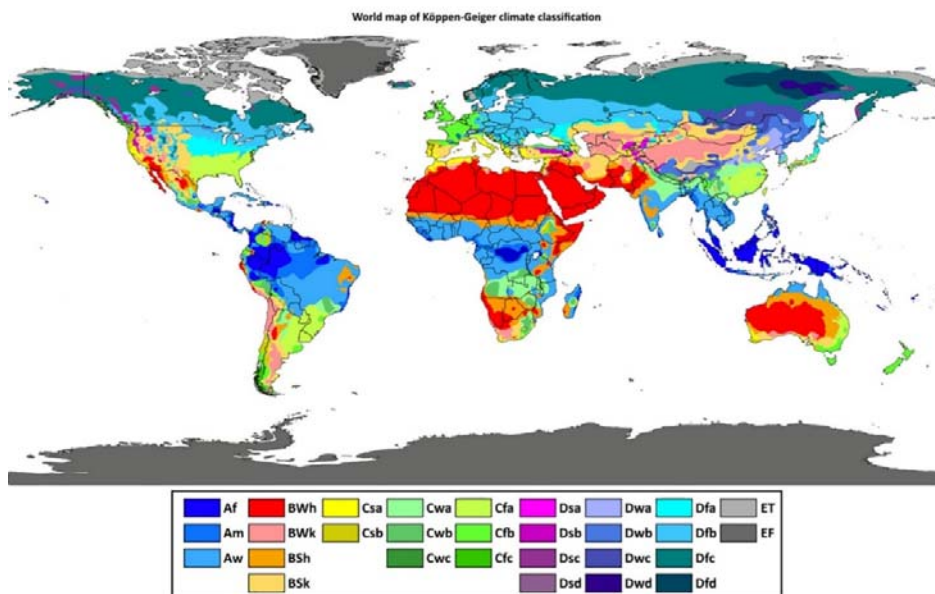 World map of Köppen-Geiger climate classification
Af BWh Csa Cwa Cfa Dsa Dwa Dfa ET
Am BWk Csb Cwb Cfb Dsb Dwb Dfb EF
Aw BSh Cwc Cfc Dsc Dwc Dfc
BSk Dsd Dwd Dfd